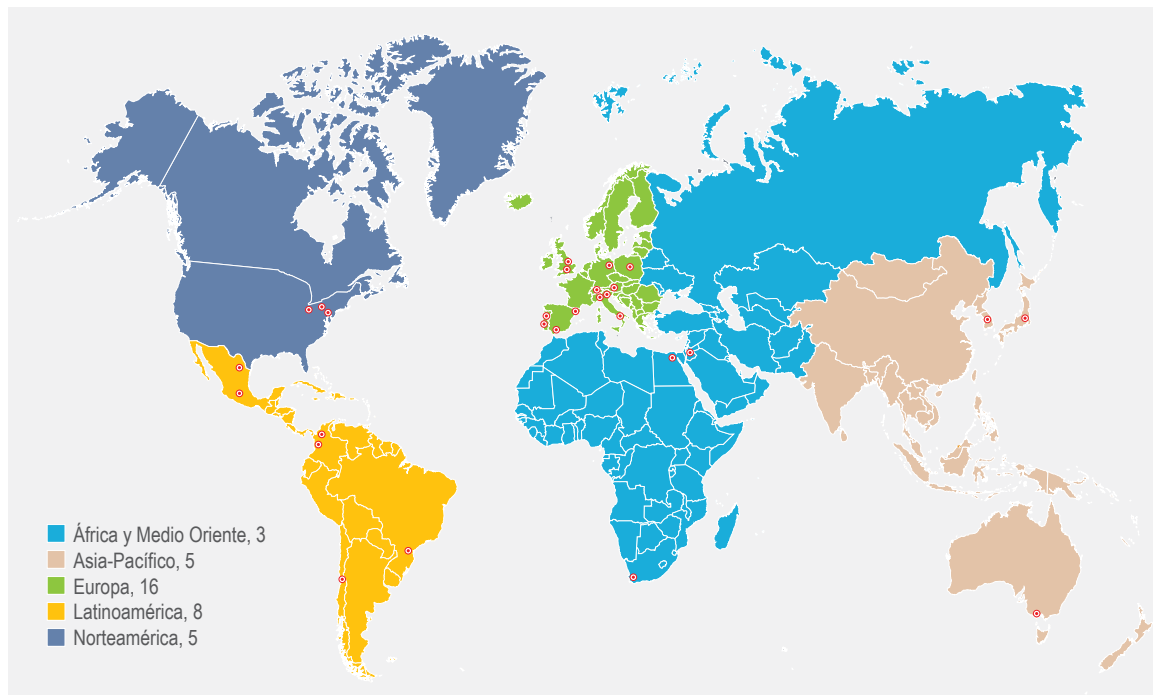 África y Medio Oriente, 3
Asia-Pacífico, 5
Europa, 16
Latinoamérica, 8
Norteamérica, 5